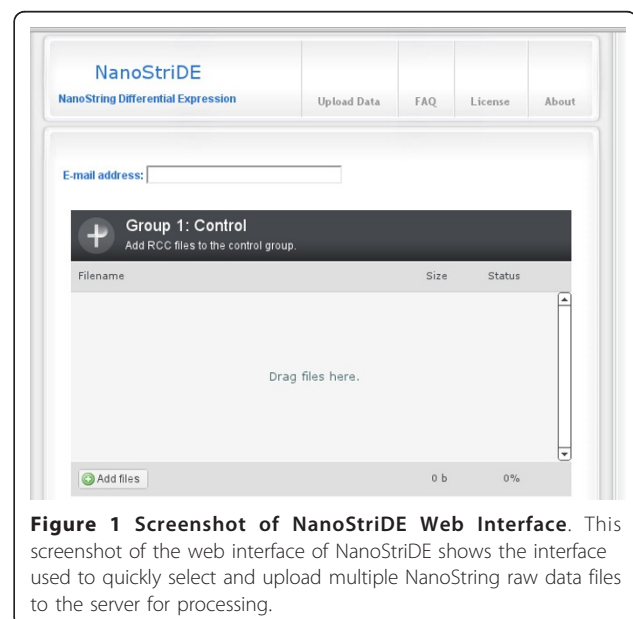 NanoStriDE
NanoString Differential Expression
Upload Data FAQ License About
E-mail address:
Group 1: Control
Add RCC files to the control group.
Filename Size Status
Drag files here.
Add files 0 b 0%
Figure 1 Screenshot of NanoStriDE Web Interface. This
screenshot of the web interface of NanoStriDE shows the interface
used to quickly select and upload multiple NanoString raw data files
to the server for processing.